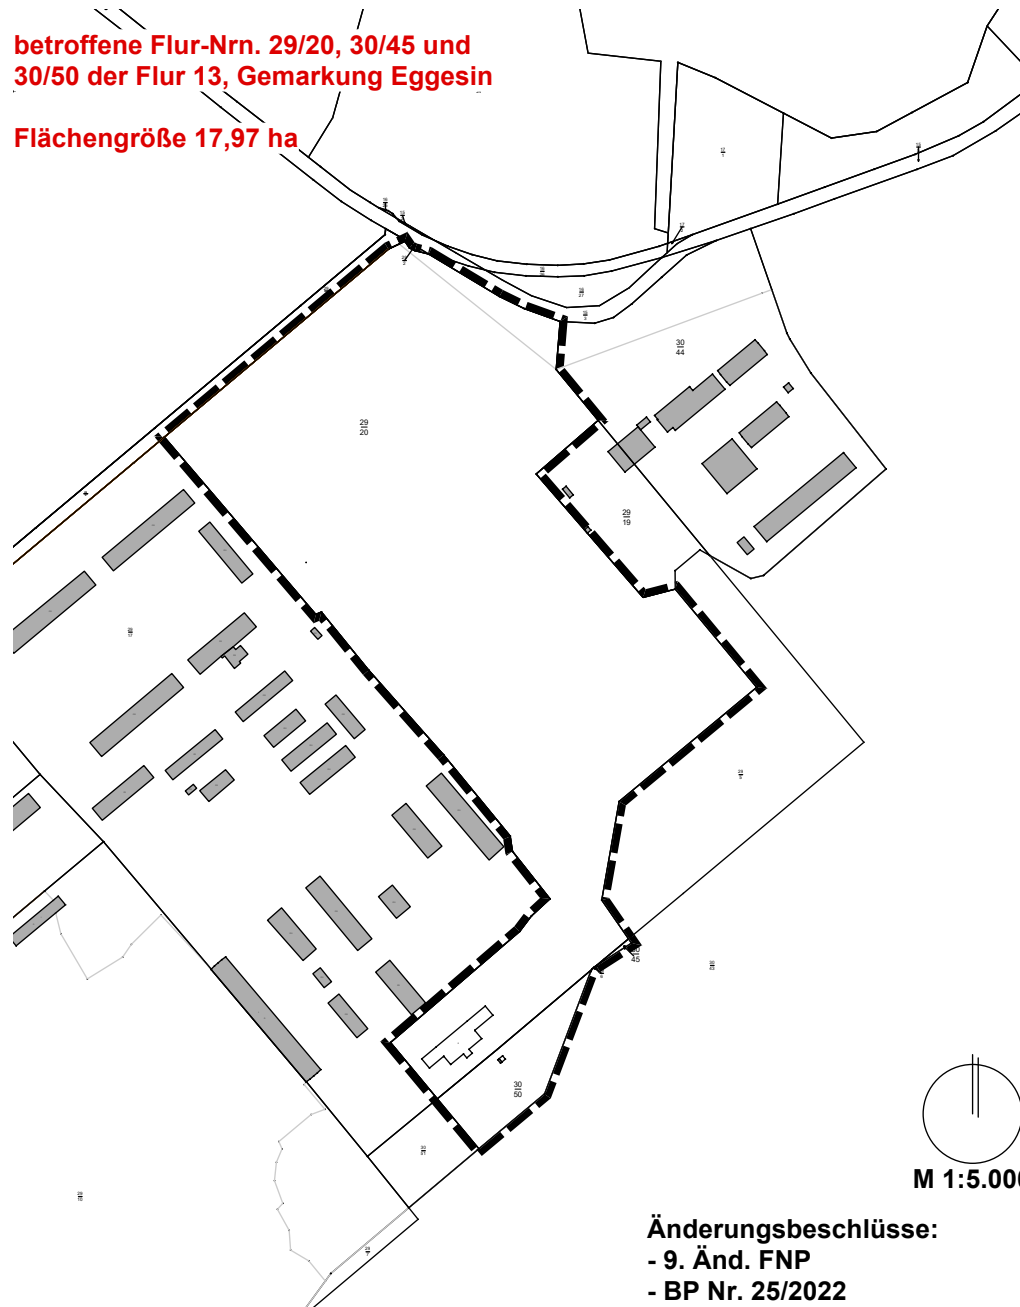 betroffene Flur-Nrn. 29/20, 30/45 und
30/50 der Flur 13, Gemarkung Eggesin
Flächengröße 17,97 ha
30
44
29
20
29
19
45
30
50
M 1:5.000
Änderungsbeschlüsse:
- 9. Änd. FNP
- BP Nr. 25/2022